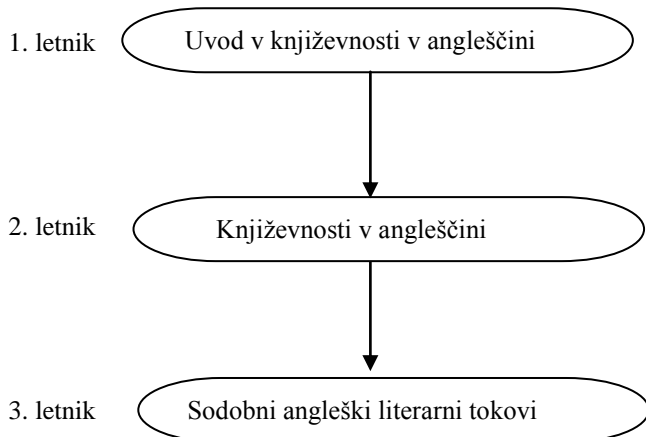 1. letnik Uvod v književnosti v angleščini
2. letnik Književnosti v angleščini
3. letnik Sodobni angleški literarni tokovi